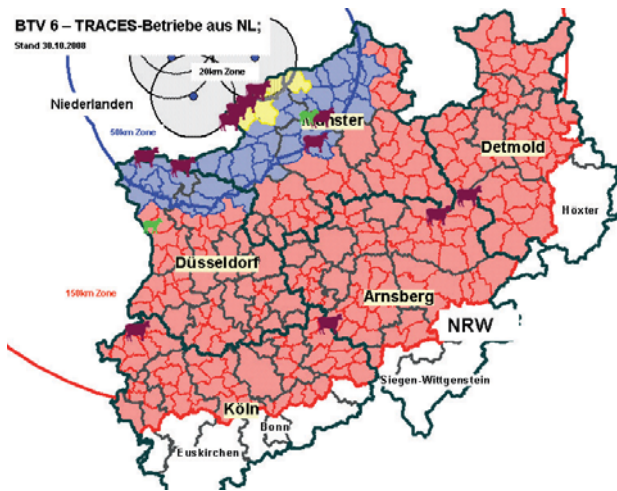 BTV 6 – TRACES-Betriebe aus NL;
Stand 30.10.2008
20km Zone
Niederlanden
50km Zone
Münster
Detmold
Höxter
Düsseldorf
150km Zone
Arnsberg
NRW
Siegen-Wittgenstein
Köln
Bonn
Euskirchen